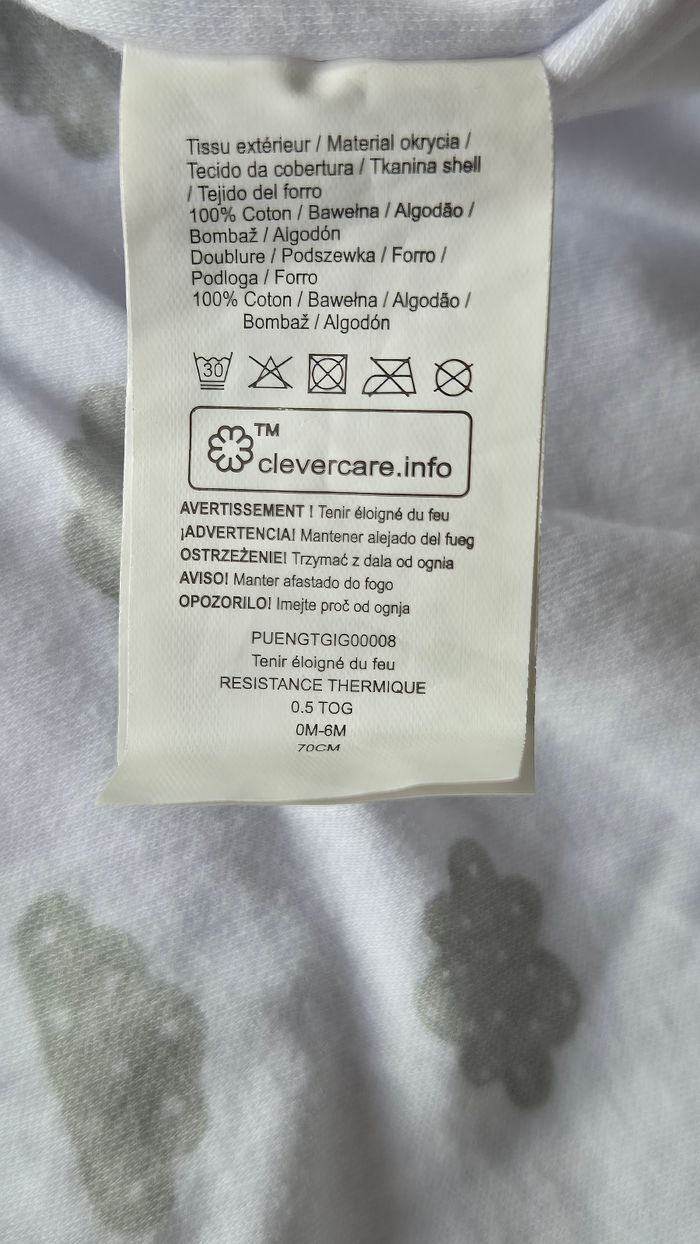 Tissu extérieur / Material okrycia /
Tecido da cobertura / Tkanina shell
/ Tejido del forro
100% Coton / Bawełna / Algodão /
Bombaž / Algodón
Doublure / Podszewka / Forro /
Podloga / Forro
100% Coton / Bawełna / Algodão /
Bombaž / Algodón
30
TM
clevercare.info
AVERTISSEMENT ! Tenir éloigné du feu
¡ADVERTENCIA! Mantener alejado del fueg
OSTRZEŻENIE! Trzymać z dala od ognia
AVISO! Manter afastado do fogo
OPOZORILO! Imejte proč od ognja
PUENGTGIG00008
Tenir éloigné du feu
RESISTANCE THERMIQUE
0.5 TOG
0M-6M
70CM